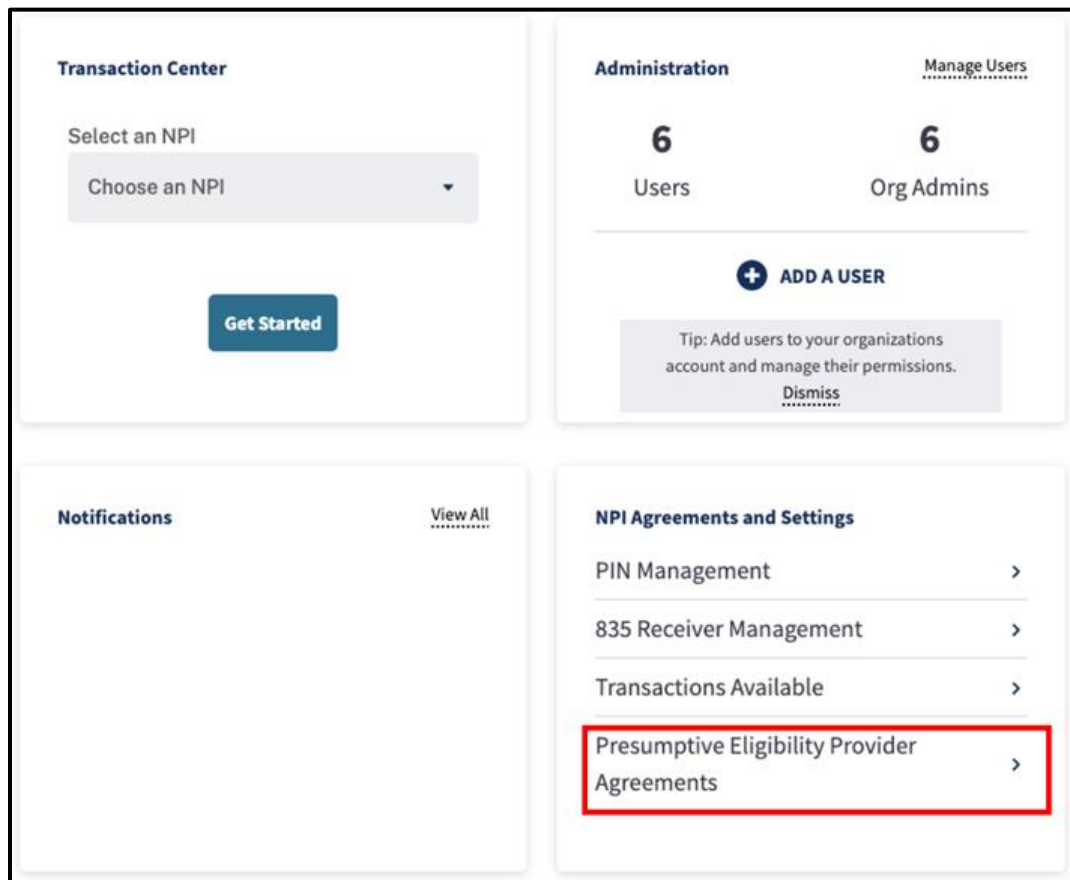 Transaction Center
Select an NPI
Choose an NPI
Get Started
Administration
Manage Users
6
6
Users
Org Admins
ADD A USER
Tip: Add users to your organizations
account and manage their permissions.
Dismiss
Notifications
View All
NPI Agreements and Settings
PIN Management
835 Receiver Management
Transactions Available
Presumptive Eligibility Provider
Agreements